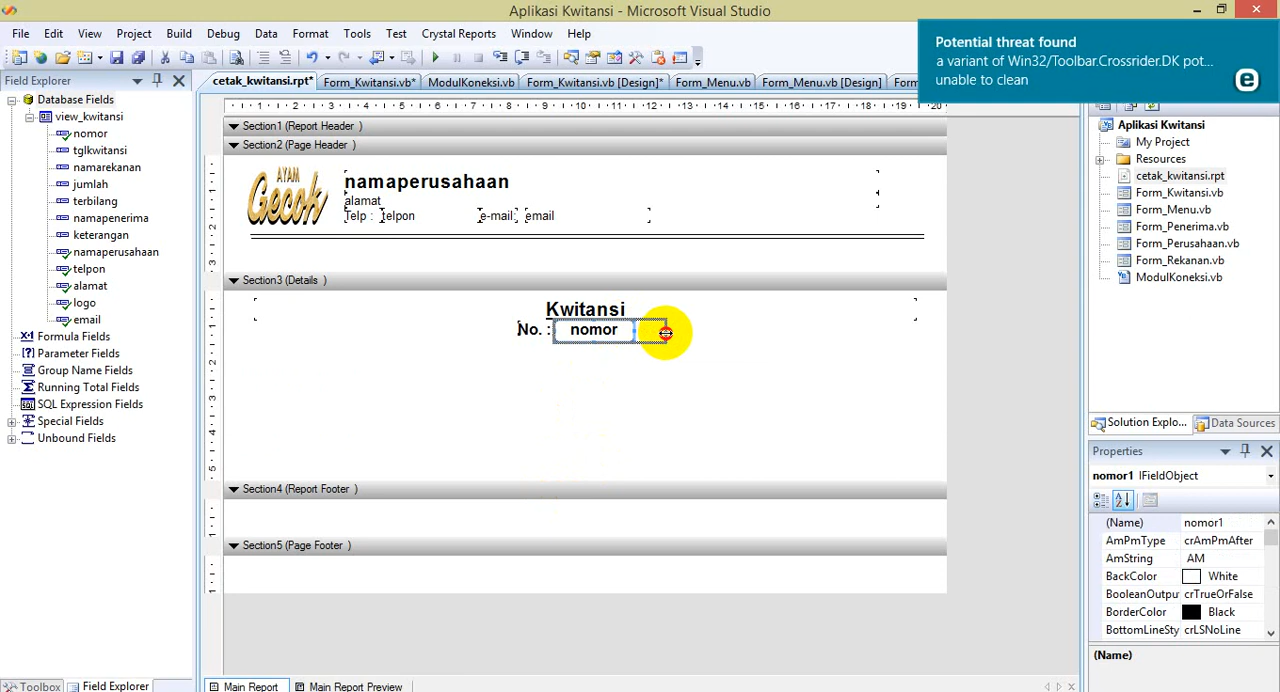 Aplikasi Kwitansi - Microsoft Visual Studio
File Edit View Project Build Debug Data Format Tools Test Crystal Reports Window Help
Potential threat found
a variant of Win32/Toolbar.Crossrider.DK pot...
unable to clean
e
Field Explorer
cetak_kwitansi.rpt* Form_Kwitansi.vb* ModulKoneksi.vb Form_Kwitansi.vb [Design]* Form_Menu.vb Form_Menu.vb [Design]
Database Fields
view_kwitansi
nomor
tglkwitansi
namarekanan
jumlah
terbilang
namapenerima
keterangan
namaperusahaan
telpon
alamat
logo
email
Formula Fields
Parameter Fields
Group Name Fields
Running Total Fields
SQL Expression Fields
Special Fields
Unbound Fields
Toolbox Field Explorer
Section1 (Report Header )
Section2 (Page Header )
AYAM
Gecok
namaperusahaan
alamat
Telp : telpon e-mail: email
Section3 (Details )
Kwitansi
No. : nomor
Section4 (Report Footer )
Section5 (Page Footer )
Main Report Main Report Preview
Aplikasi Kwitansi
My Project
Resources
cetak_kwitansi.rpt
Form_Kwitansi.vb
Form_Menu.vb
Form_Penerima.vb
Form_Perusahaan.vb
Form_Rekanan.vb
ModulKoneksi.vb
Solution Explo... Data Sources
Properties
nomor1 IFieldObject
(Name) nomor1
AmPmType crAmPmAfter
AmString AM
BackColor White
BooleanOutpu crTrueOrFalse
BorderColor Black
BottomLineSty crLSNoLine
(Name)